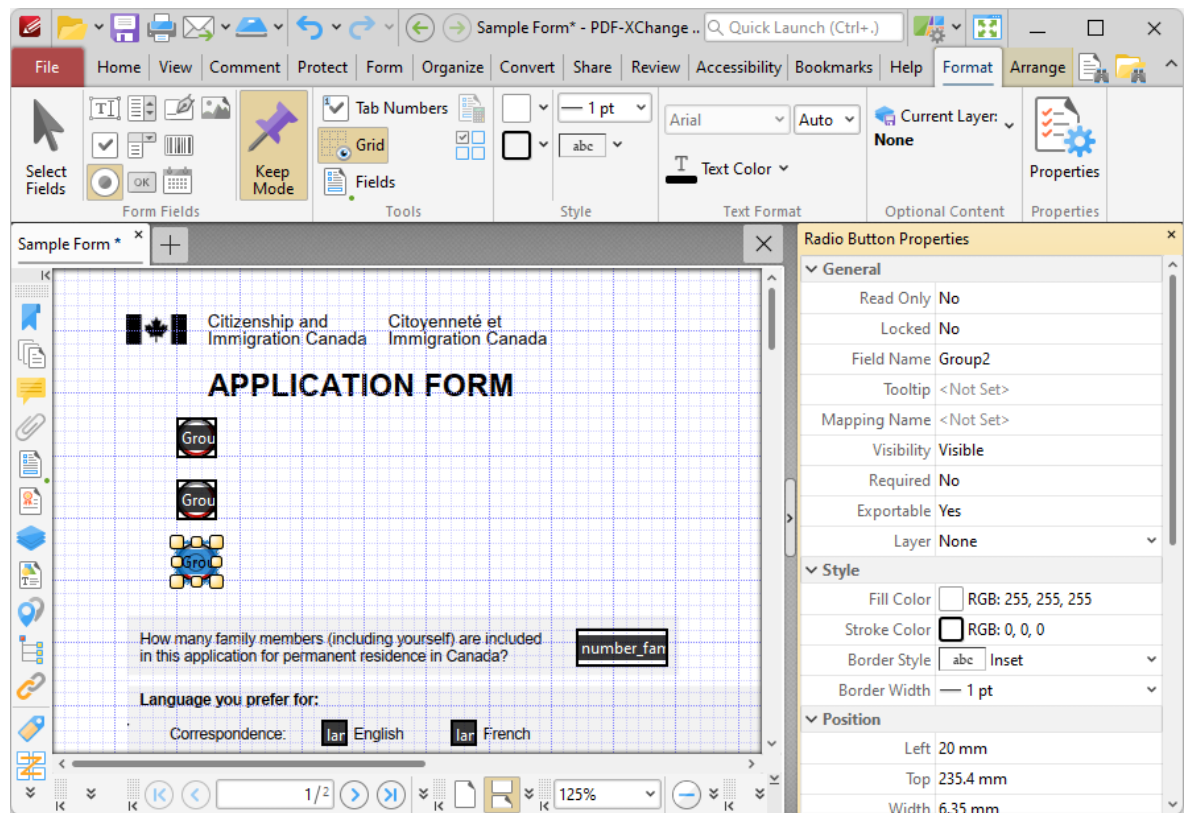 Sample Form* - PDF-XChange ..
Quick Launch (Ctrl+.)
File Home View Comment Protect Form Organize Convert Share Review Accessibility Bookmarks Help Format Arrange
Select Fields
OK
Keep Mode
Tab Numbers
Grid
Fields
1 pt
abc
Arial
Auto
T Text Color
Current Layer:
None
Properties
Form Fields Tools Style Text Format Optional Content Properties
Sample Form *
Radio Button Properties
Citizenship and
Immigration Canada
Citoyenneté et
Immigration Canada
APPLICATION FORM
Grou
Grou
Grou
How many family members (including yourself) are included
in this application for permanent residence in Canada?
number_fan
Language you prefer for:
Correspondence: lar English lar French
1/2
125%
General
Read Only No
Locked No
Field Name Group2
Tooltip <Not Set>
Mapping Name <Not Set>
Visibility Visible
Required No
Exportable Yes
Layer None
Style
Fill Color RGB: 255, 255, 255
Stroke Color RGB: 0, 0, 0
Border Style abc Inset
Border Width 1 pt
Position
Left 20 mm
Top 235.4 mm
Width 6.35 mm